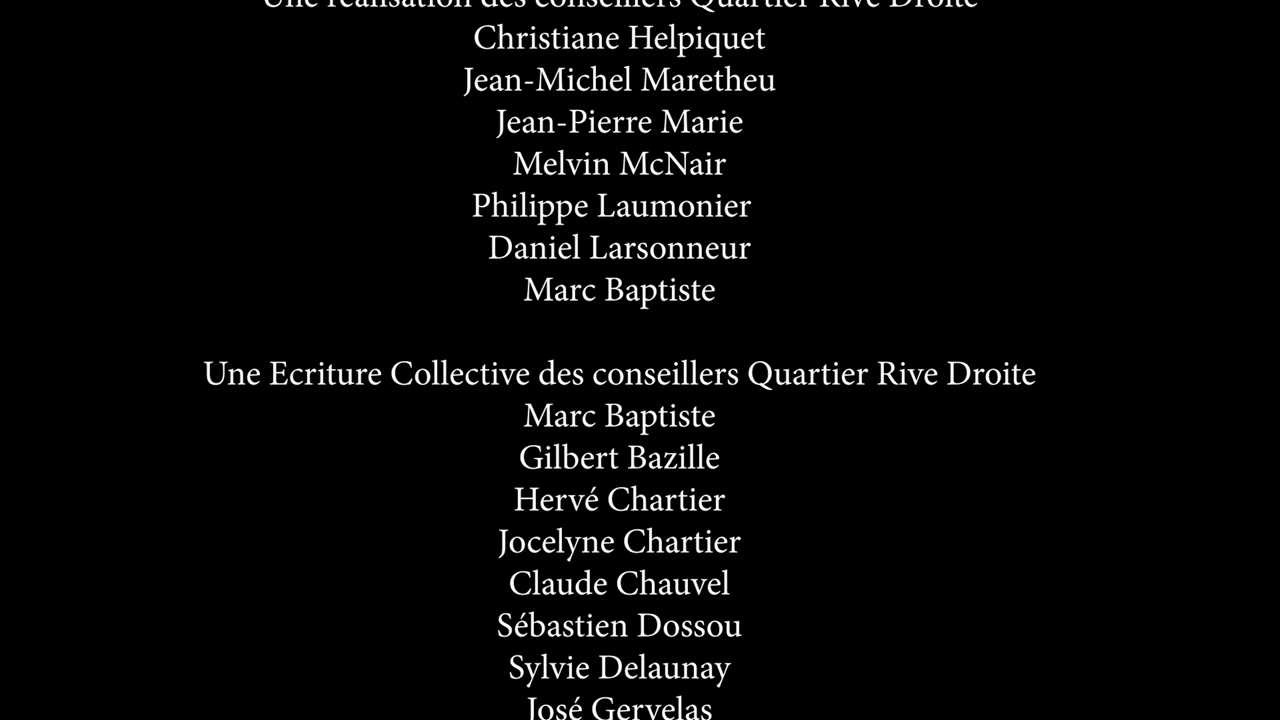 Une réalisation des conseillers Quartier Rive Droite
Christiane Helpiquet
Jean-Michel Maretheu
Jean-Pierre Marie
Melvin McNair
Philippe Laumonier
Daniel Larsonneur
Marc Baptiste
Une Ecriture Collective des conseillers Quartier Rive Droite
Marc Baptiste
Gilbert Bazille
Hervé Chartier
Jocelyne Chartier
Claude Chauvel
Sébastien Dossou
Sylvie Delaunay
José Gervelas